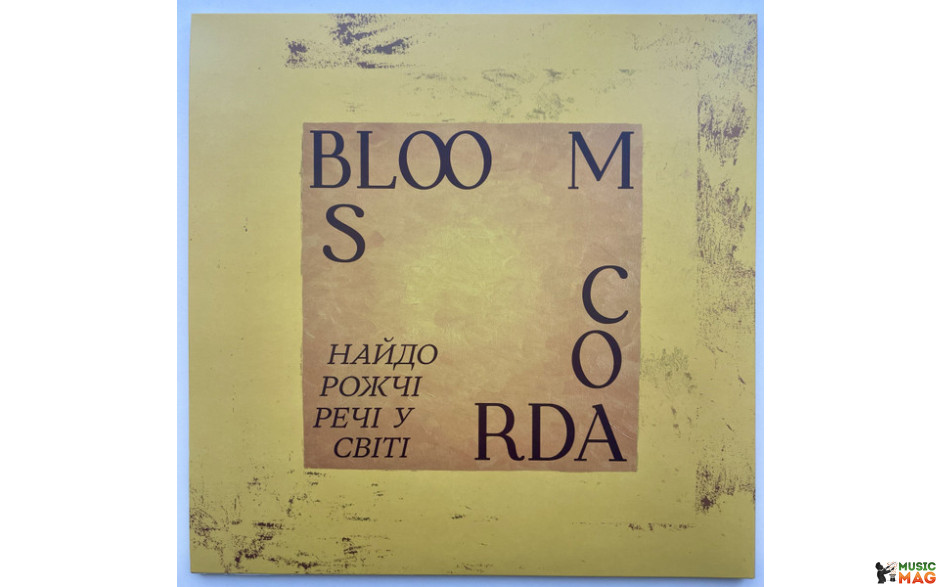 BLOO M
S
C
O
RDA
НАЙДО
РОЖЧІ
РЕЧІ У
СВІТІ
MUSIC
MAG